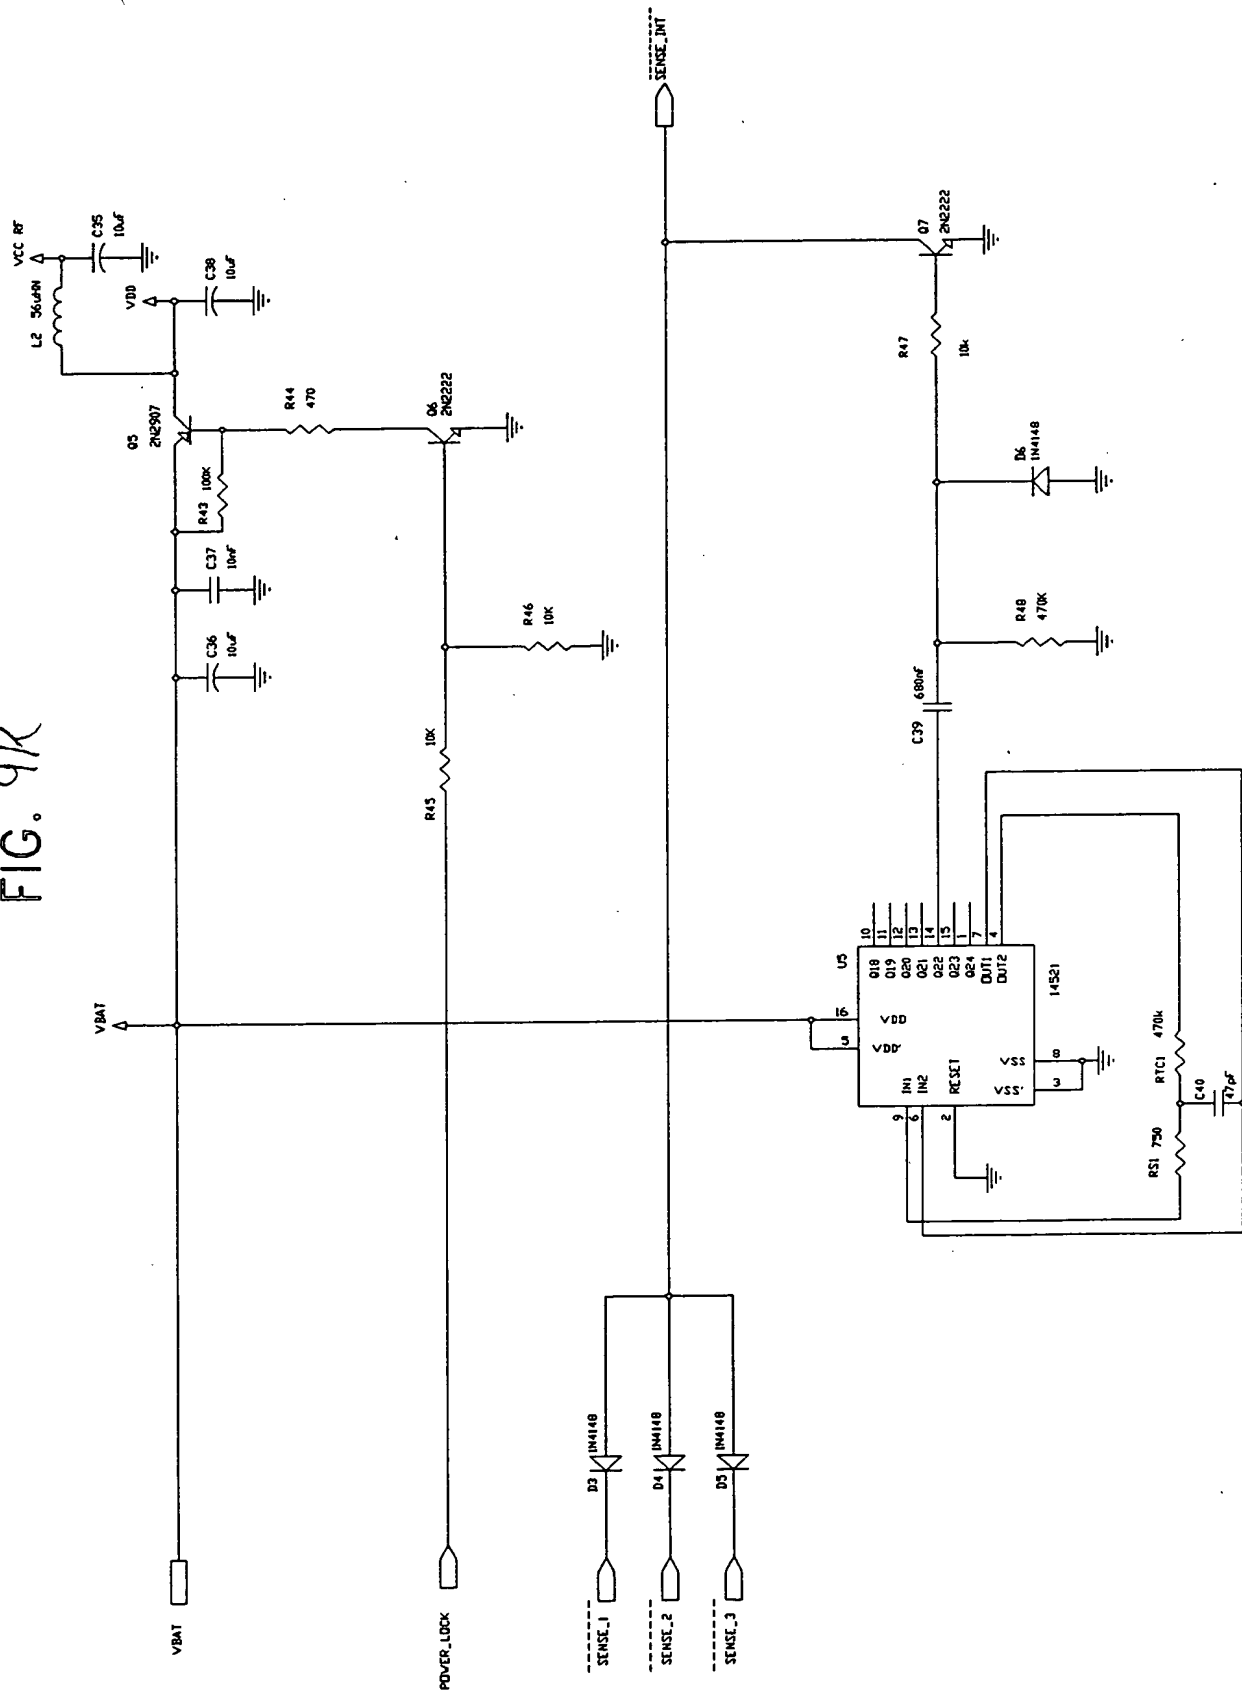 FIG. 9K
VBAT
VCC RF
L2 56uHN
C35
10uF
VDD
C38
10uF
Q5
2N2907
R43 100K
R44
470
C37
10nF
C36
10uF
Q6
2N2222
R46
10K
R45 10K
VBAT
POWER_LOCK
SENSE_1
SENSE_2
SENSE_3
D3 1N4148
D4 1N4148
D5 1N4148
SENSE_INT
Q7
2N2222
R47
10k
D6
1N4148
R48
470K
C39 680nF
U5
14521
10 Q18
11 Q19
12 Q20
13 Q21
14 Q22
15 Q23
1 Q24
7 OUT1
4 OUT2
16 VDD
5 VDD'
9 IN1
6 IN2
2 RESET
8 VSS
3 VSS'
RS1 750
RTC1 470k
C40
47pF